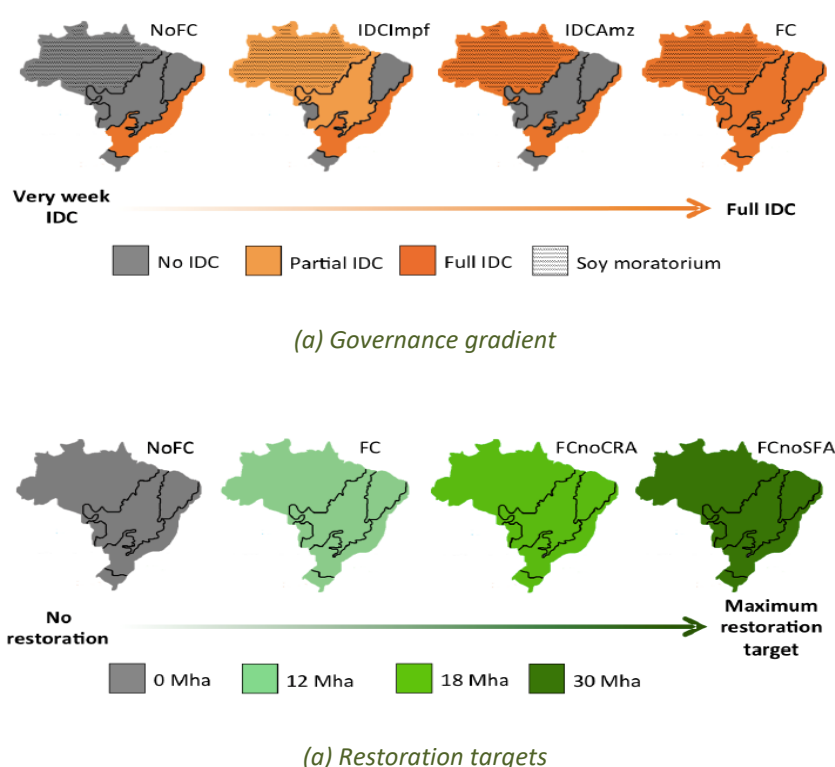 NoFC IDCImpf IDCAmz FC
Very week
IDC
Full IDC
No IDC Partial IDC Full IDC Soy moratorium
(a) Governance gradient
NoFC FC FCnoCRA FCnoSFA
No
restoration
Maximum
restoration
target
0 Mha 12 Mha 18 Mha 30 Mha
(a) Restoration targets